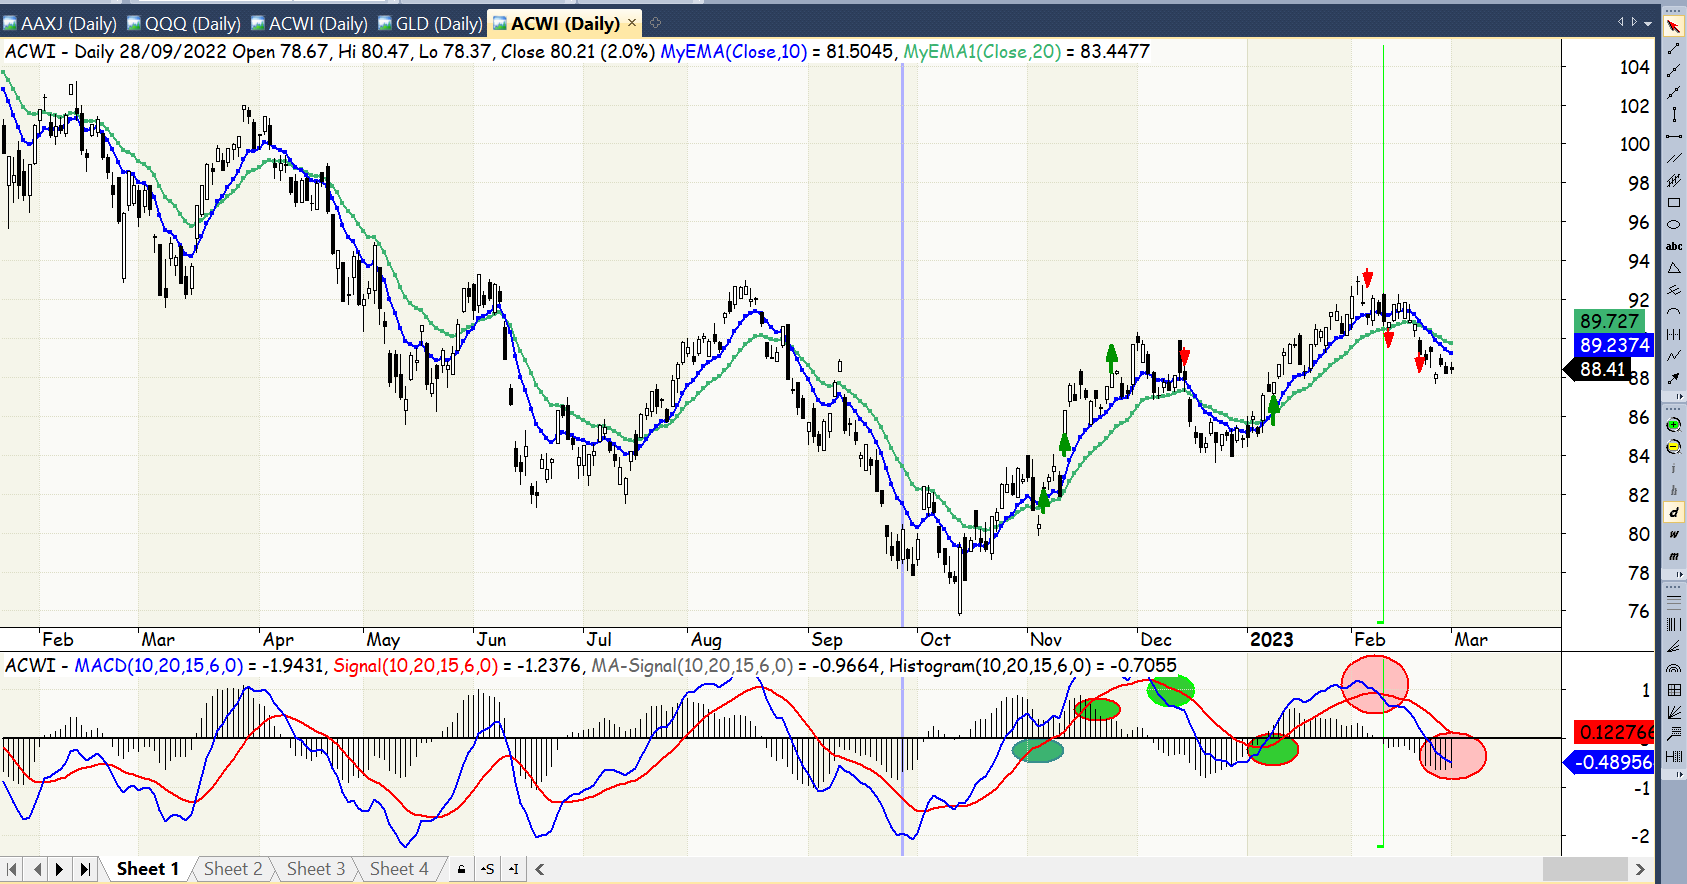 AAXJ (Daily) QQQ (Daily) ACWI (Daily) GLD (Daily) ACWI (Daily) ×
ACWI - Daily 28/09/2022 Open 78.67, Hi 80.47, Lo 78.37, Close 80.21 (2.0%) MyEMA(Close,10) = 81.5045, MyEMA1(Close,20) = 83.4477
104
102
100
98
96
94
92
89.727
89.2374
88.41
88
86
84
82
80
78
76
Feb Mar Apr May Jun Jul Aug Sep Oct Nov Dec 2023 Feb Mar
ACWI - MACD(10,20,15,6,0) = -1.9431, Signal(10,20,15,6,0) = -1.2376, MA-Signal(10,20,15,6,0) = -0.9664, Histogram(10,20,15,6,0) = -0.7055
1
0.122766
-0.48956
-1
-2
Sheet 1 Sheet 2 Sheet 3 Sheet 4 S I
abc
i
h
d
w
m